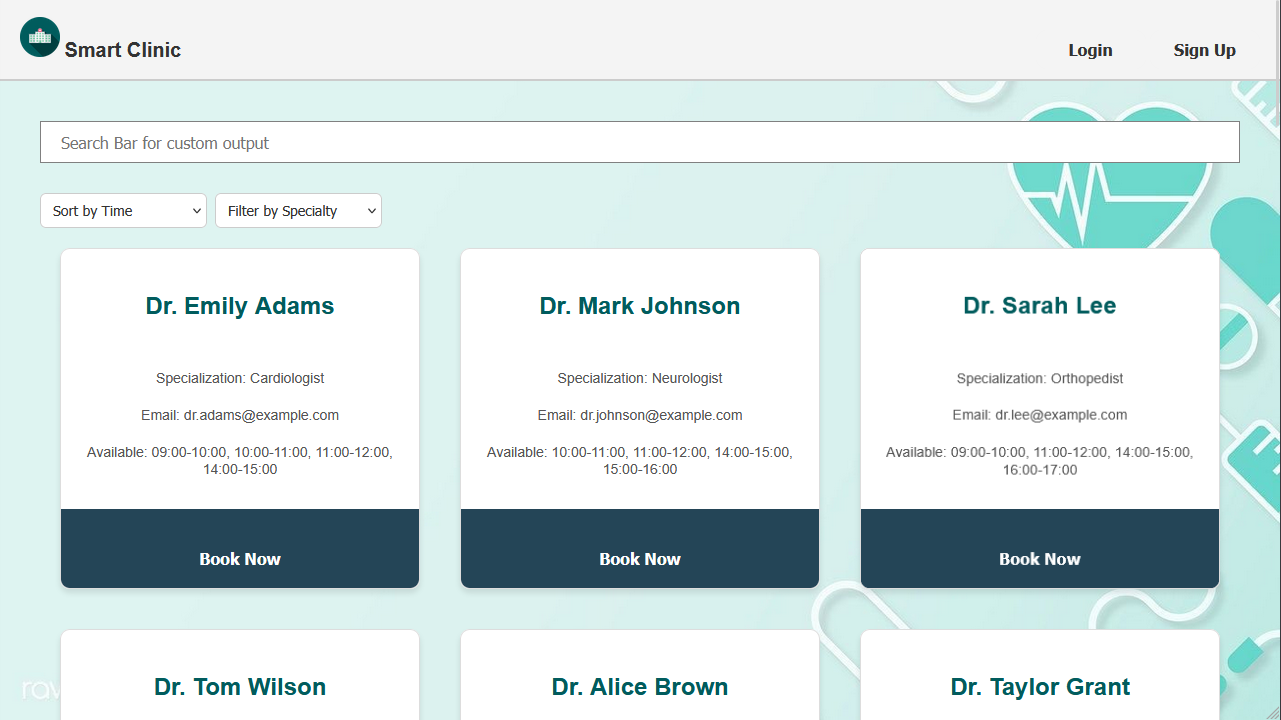 Smart Clinic
Login
Sign Up
Search Bar for custom output
Sort by Time
Filter by Specialty
Dr. Emily Adams
Specialization: Cardiologist
Email: dr.adams@example.com
Available: 09:00-10:00, 10:00-11:00, 11:00-12:00,
14:00-15:00
Book Now
Dr. Mark Johnson
Specialization: Neurologist
Email: dr.johnson@example.com
Available: 10:00-11:00, 11:00-12:00, 14:00-15:00,
15:00-16:00
Book Now
Dr. Sarah Lee
Specialization: Orthopedist
Email: dr.lee@example.com
Available: 09:00-10:00, 11:00-12:00, 14:00-15:00,
16:00-17:00
Book Now
Dr. Tom Wilson
Dr. Alice Brown
Dr. Taylor Grant